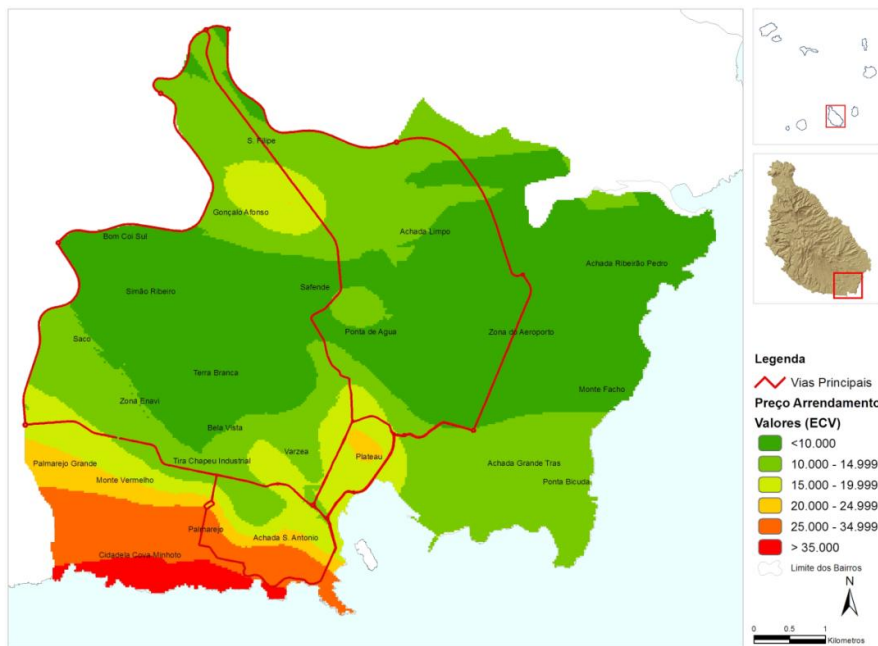 S. Filipe
Gonçalo Afonso
Achada Limpo
Bom Coi Sul
Achada Ribeirão Pedro
Simão Ribeiro
Safende
Ponta de Agua
Zona do Aeroporto
Saco
Terra Branca
Monte Facho
Zona Enavi
Bela Vista
Varzea
Plateau
Tira Chapeu Industrial
Achada Grande Tras
Palmarejo Grande
Monte Vermelho
Ponta Bicuda
Palmarejo
Achada S. Antonio
Cidadela Cova Minhoto
Legenda
Vias Principais
Preço Arrendamento
Valores (ECV)
<10.000
10.000 - 14.999
15.000 - 19.999
20.000 - 24.999
25.000 - 34.999
> 35.000
Limite dos Bairros
N
0 0.5 1
Kilometros